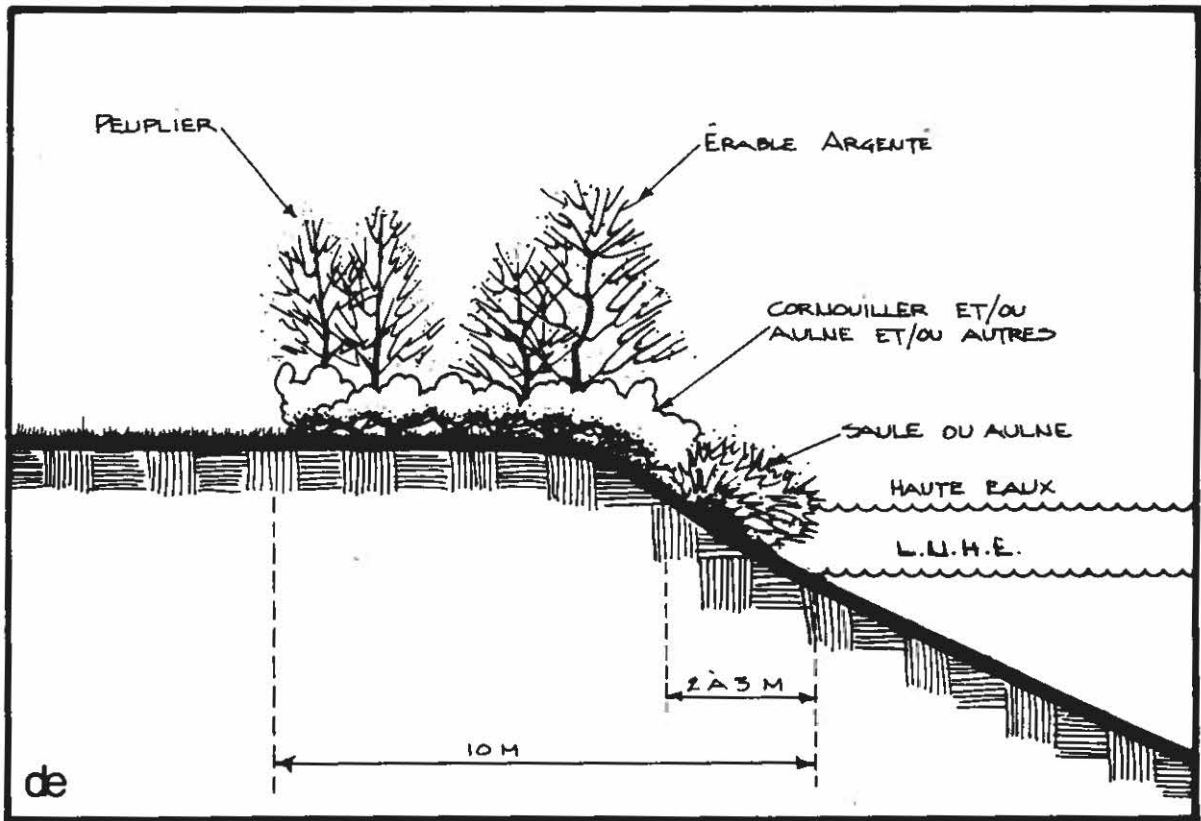 PEUPLIER
ÉRABLE ARGENTÉ
CORNOUILLER ET/OU
AULNE ET/OU AUTRES
SAULE OU AULNE
HAUTE EAUX
L.N.H.E.
2 À 3 M
10 M
de